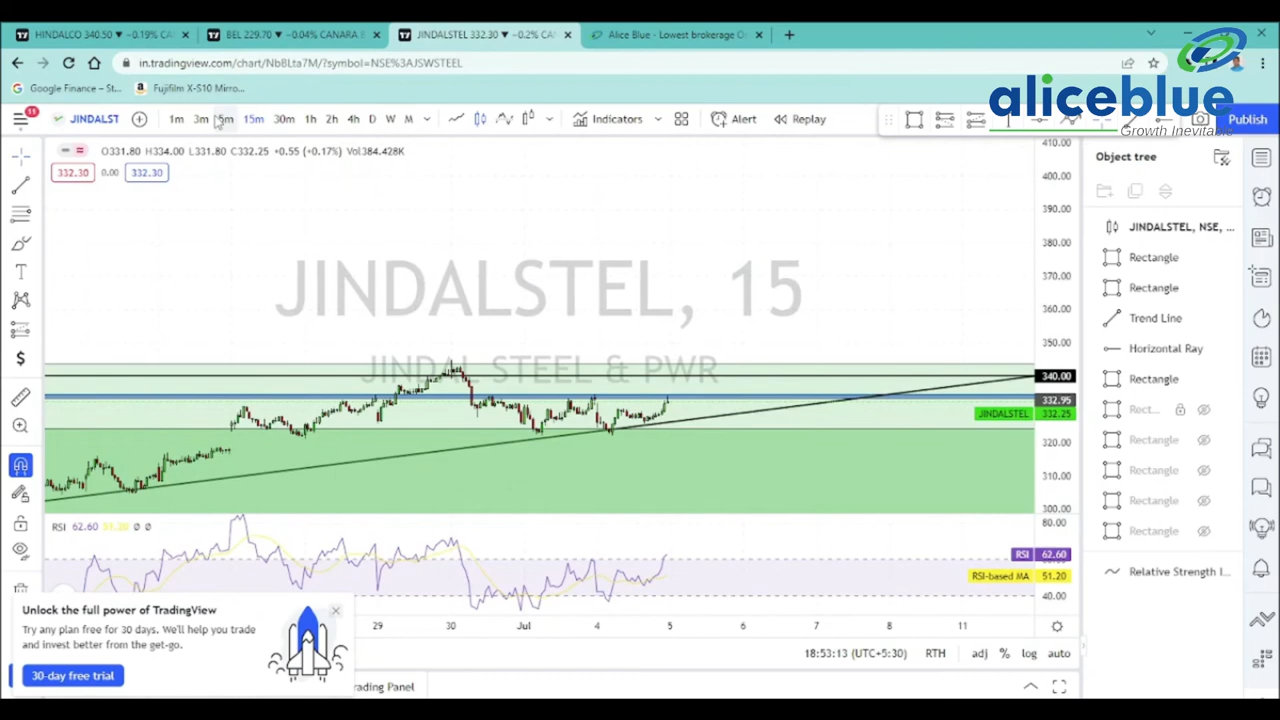 HINDALCO 340.50 ▼ −0.19% CA
BEL 229.70 ▼ −0.04% CANARA
JINDALSTEL 332.30 ▼ −0.2% CA
Alice Blue - Lowest brokerage
in.tradingview.com/chart/NbBLta7M/?symbol=NSE%3AJSWSTEEL
Google Finance – St...
Fujifilm X-S10 Mirro...
aliceblue
Growth Inevitable
11
JINDALST
1m 3m 5m 15m 30m 1h 2h 4h D W M
Indicators
Alert
Replay
Publish
O331.80 H334.00 L331.80 C332.25 +0.55 (+0.17%) Vol384.428K
332.30 0.00 332.30
JINDALSTEL, 15
JINDAL STEEL & PWR
410.00
400.00
390.00
380.00
370.00
360.00
350.00
340.00
332.95
JINDALSTEL 332.25
320.00
310.00
300.00
RSI 62.60 51.20 Ø Ø
80.00
RSI 62.60
RSI-based MA 51.20
40.00
29 30 Jul 4 5 6 7 8 11
Object tree
JINDALSTEL, NSE, ...
Rectangle
Rectangle
Trend Line
Horizontal Ray
Rectangle
Rect...
Rectangle
Rectangle
Rectangle
Rectangle
Relative Strength I...
Unlock the full power of TradingView
Try any plan free for 30 days. We'll help you trade
and invest better from the get-go.
30-day free trial
18:53:13 (UTC+5:30) RTH adj % log auto
rading Panel